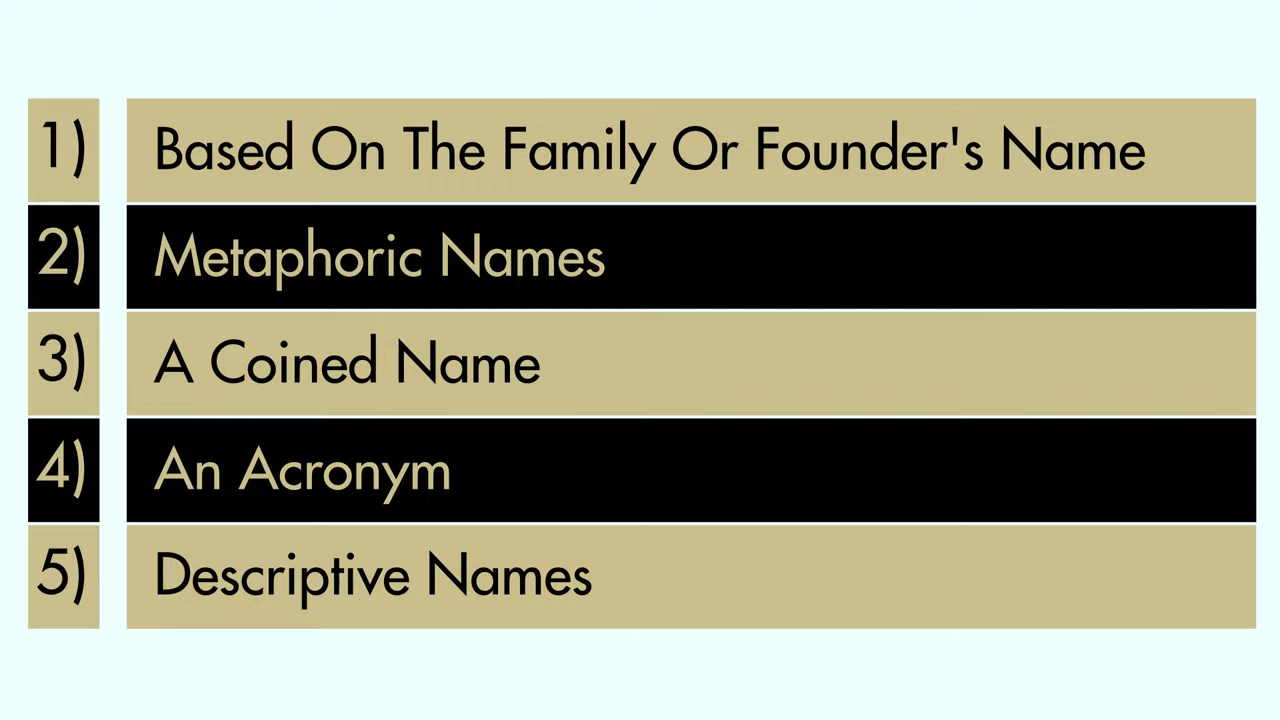 1) Based On The Family Or Founder's Name
2) Metaphoric Names
3) A Coined Name
4) An Acronym
5) Descriptive Names